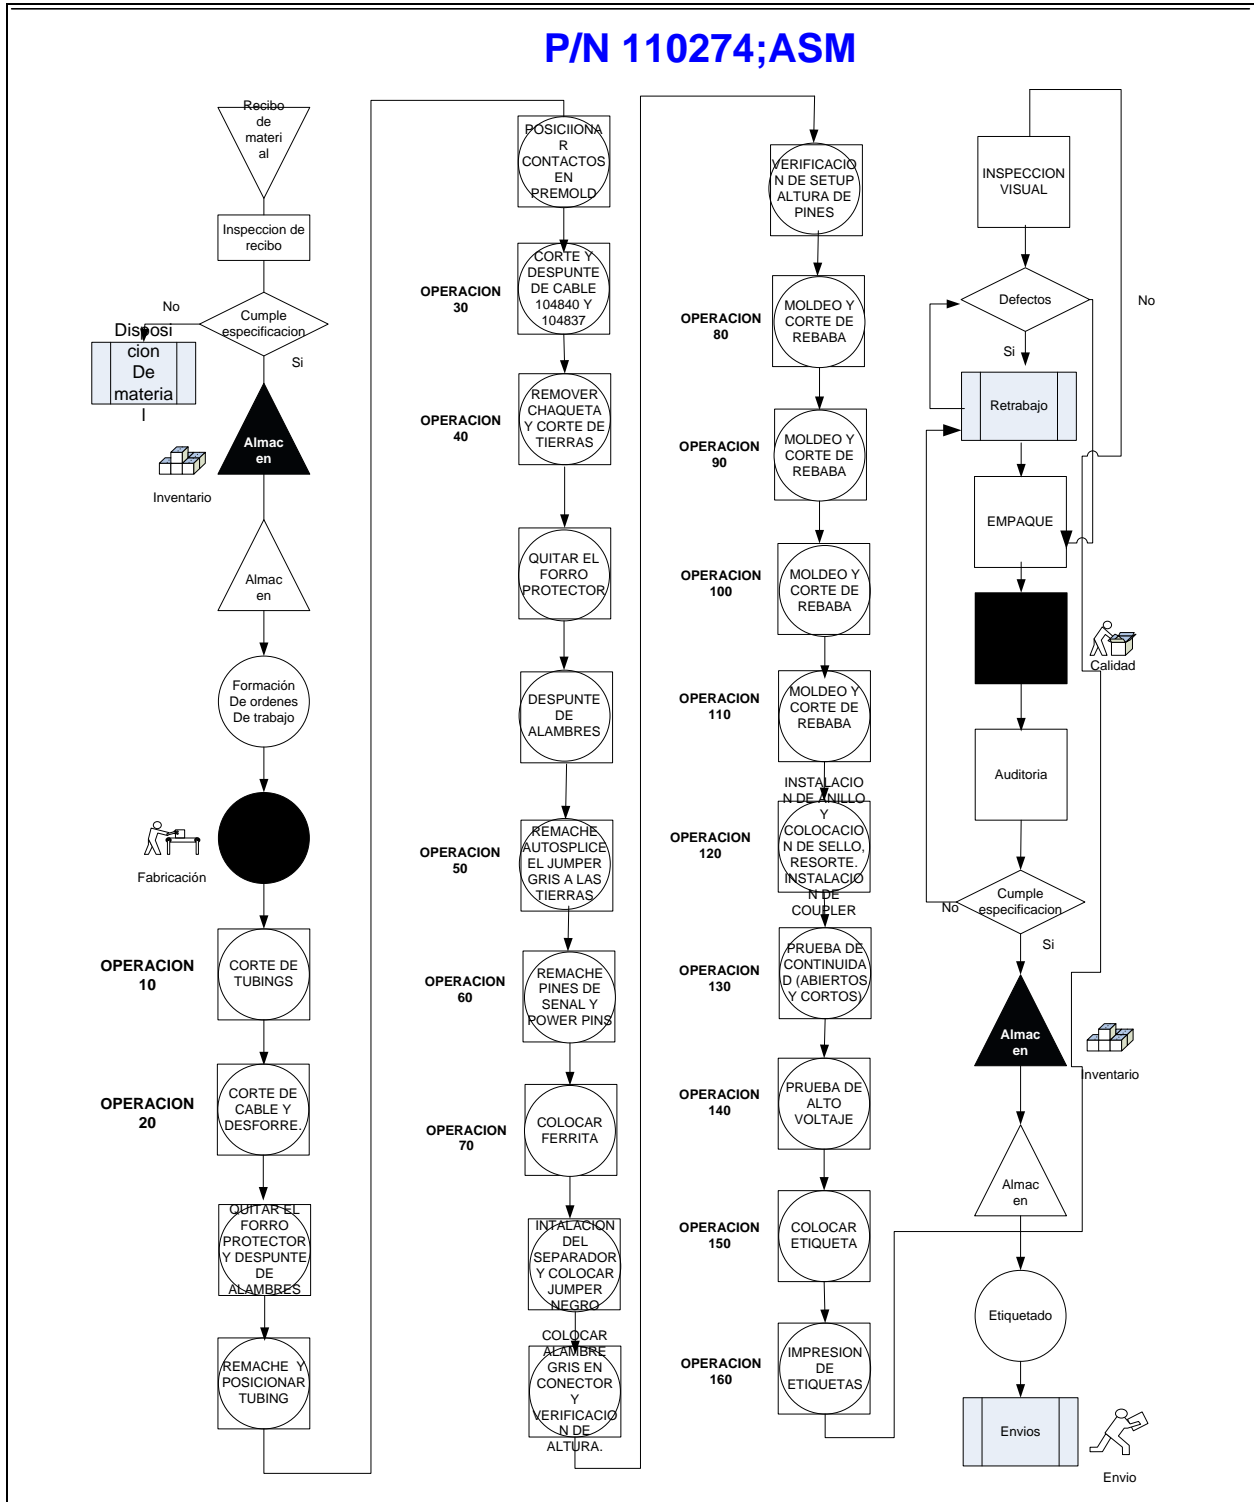 P/N 110274;ASM
Recibo
de
materi
al
Inspeccion de
recibo
Cumple
especificacion
No
Si
Disposi
cion
De
materia
l
Almac
en
Inventario
Almac
en
Formación
De ordenes
De trabajo
Fabricación
OPERACION
10
CORTE DE
TUBINGS
OPERACION
20
CORTE DE
CABLE Y
DESFORRE.
QUITAR EL
FORRO
PROTECTOR
Y DESPUNTE
DE
ALAMBRES
REMACHE Y
POSICIONAR
TUBING
POSICIIONA
R
CONTACTOS
EN
PREMOLD
OPERACION
30
CORTE Y
DESPUNTE
DE CABLE
104840 Y
104837
OPERACION
40
REMOVER
CHAQUETA
Y CORTE DE
TIERRAS
QUITAR EL
FORRO
PROTECTOR
DESPUNTE
DE
ALAMBRES
OPERACION
50
REMACHE
AUTOSPLICE
EL JUMPER
GRIS A LAS
TIERRAS
OPERACION
60
REMACHE
PINES DE
SENAL Y
POWER PINS
OPERACION
70
COLOCAR
FERRITA
INTALACION
DEL
SEPARADOR
Y COLOCAR
JUMPER
NEGRO
COLOCAR
ALAMBRE
GRIS EN
CONECTOR
Y
VERIFICACIO
N DE
ALTURA.
VERIFICACIO
N DE SETUP
ALTURA DE
PINES
OPERACION
80
MOLDEO Y
CORTE DE
REBABA
OPERACION
90
MOLDEO Y
CORTE DE
REBABA
OPERACION
100
MOLDEO Y
CORTE DE
REBABA
OPERACION
110
MOLDEO Y
CORTE DE
REBABA
OPERACION
120
INSTALACIO
N DE ANILLO
Y
COLOCACIO
N DE SELLO,
RESORTE.
INSTALACIO
N DE
COUPLER
OPERACION
130
PRUEBA DE
CONTINUIDA
D (ABIERTOS
Y CORTOS)
OPERACION
140
PRUEBA DE
ALTO
VOLTAJE
OPERACION
150
COLOCAR
ETIQUETA
OPERACION
160
IMPRESION
DE
ETIQUETAS
INSPECCION
VISUAL
Defectos
No
Si
Retrabajo
EMPAQUE
Calidad
Auditoria
Cumple
especificacion
No
Si
Almac
en
Inventario
Almac
en
Etiquetado
Envios
Envio